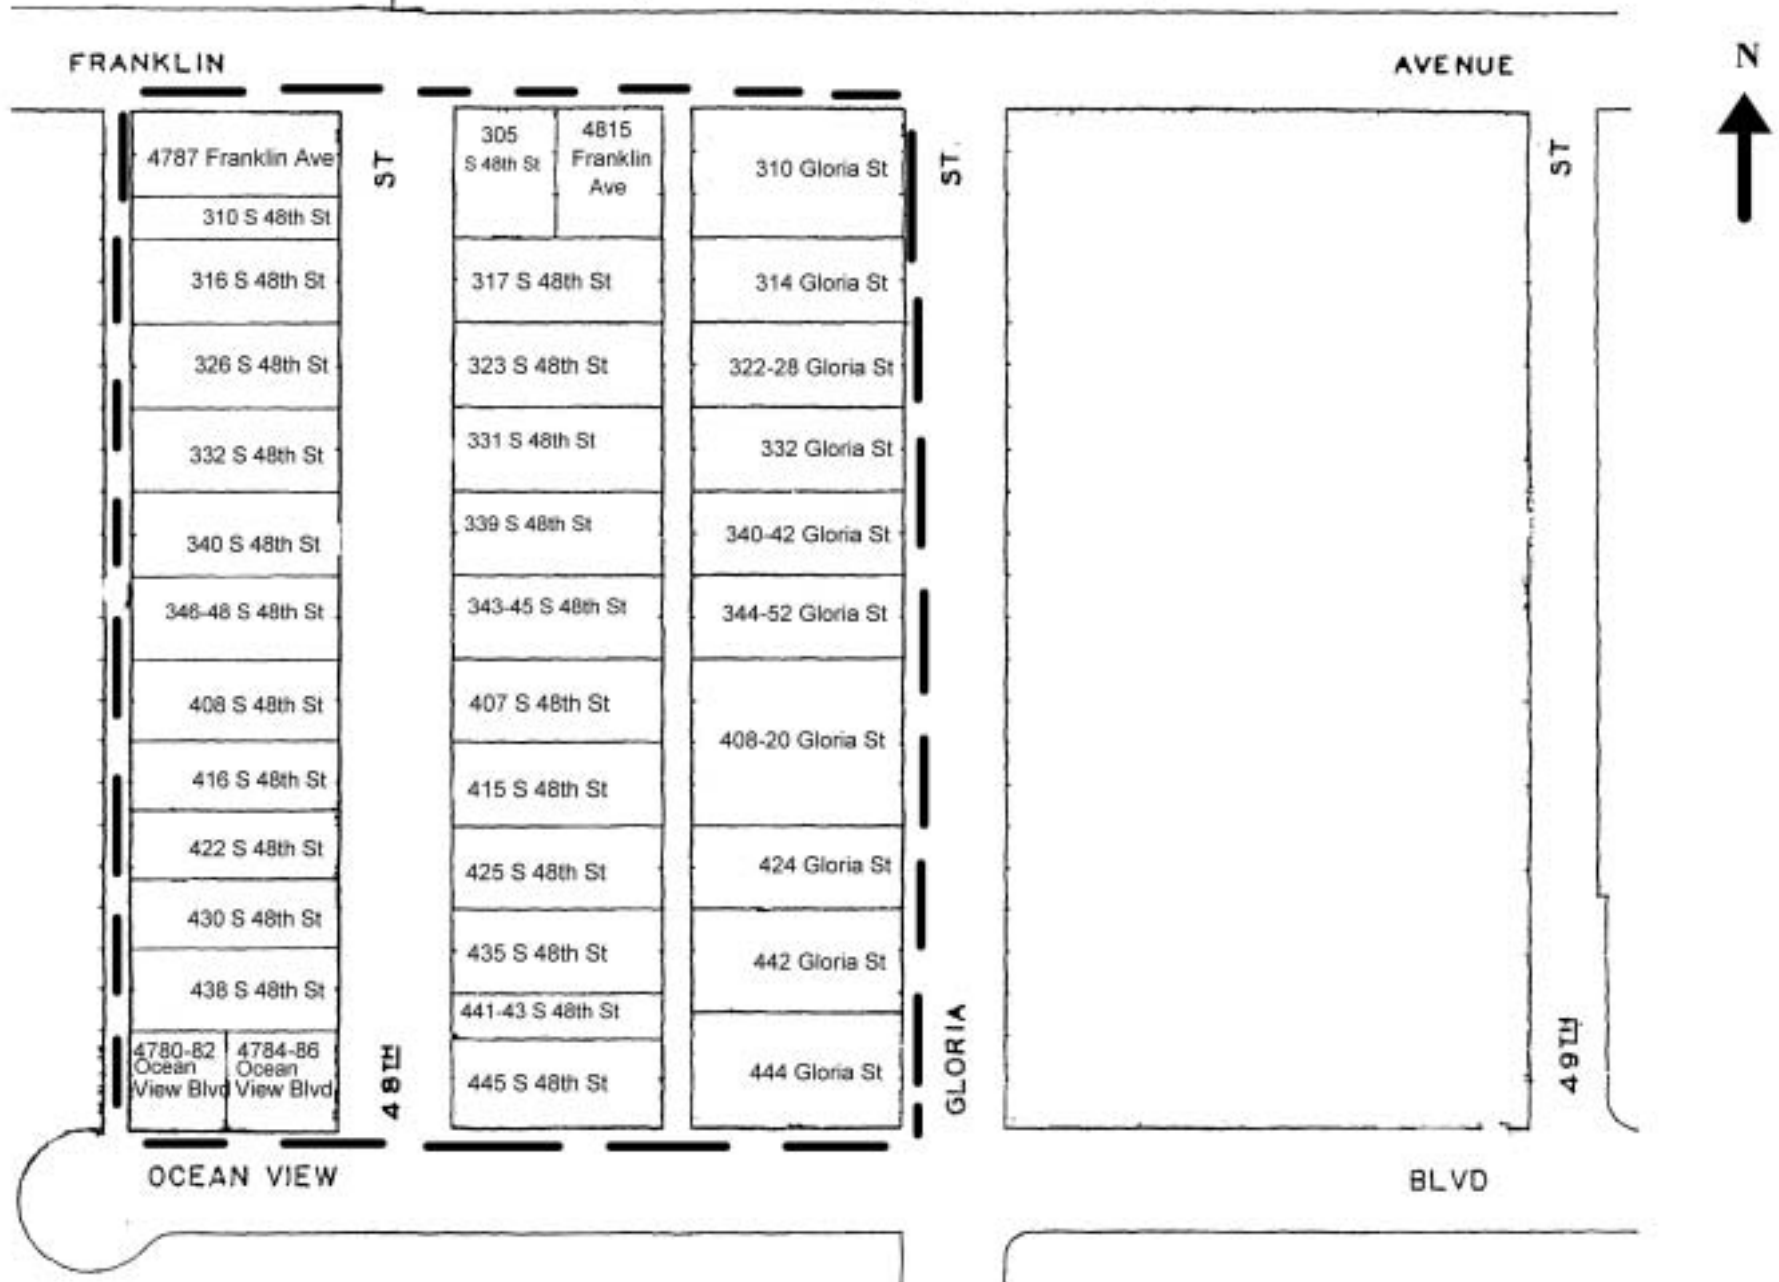 FRANKLIN
AVENUE
N
4787 Franklin Ave
310 S 48th St
316 S 48th St
326 S 48th St
332 S 48th St
340 S 48th St
346-48 S 48th St
408 S 48th St
416 S 48th St
422 S 48th St
430 S 48th St
438 S 48th St
4780-82
Ocean
View Blvd
4784-86
Ocean
View Blvd
ST
48TH
305
S 48th St
4815
Franklin
Ave
317 S 48th St
323 S 48th St
331 S 48th St
339 S 48th St
343-45 S 48th St
407 S 48th St
415 S 48th St
425 S 48th St
435 S 48th St
441-43 S 48th St
445 S 48th St
310 Gloria St
314 Gloria St
322-28 Gloria St
332 Gloria St
340-42 Gloria St
344-52 Gloria St
408-20 Gloria St
424 Gloria St
442 Gloria St
444 Gloria St
ST.
GLORIA
ST
49TH
OCEAN VIEW
BLVD